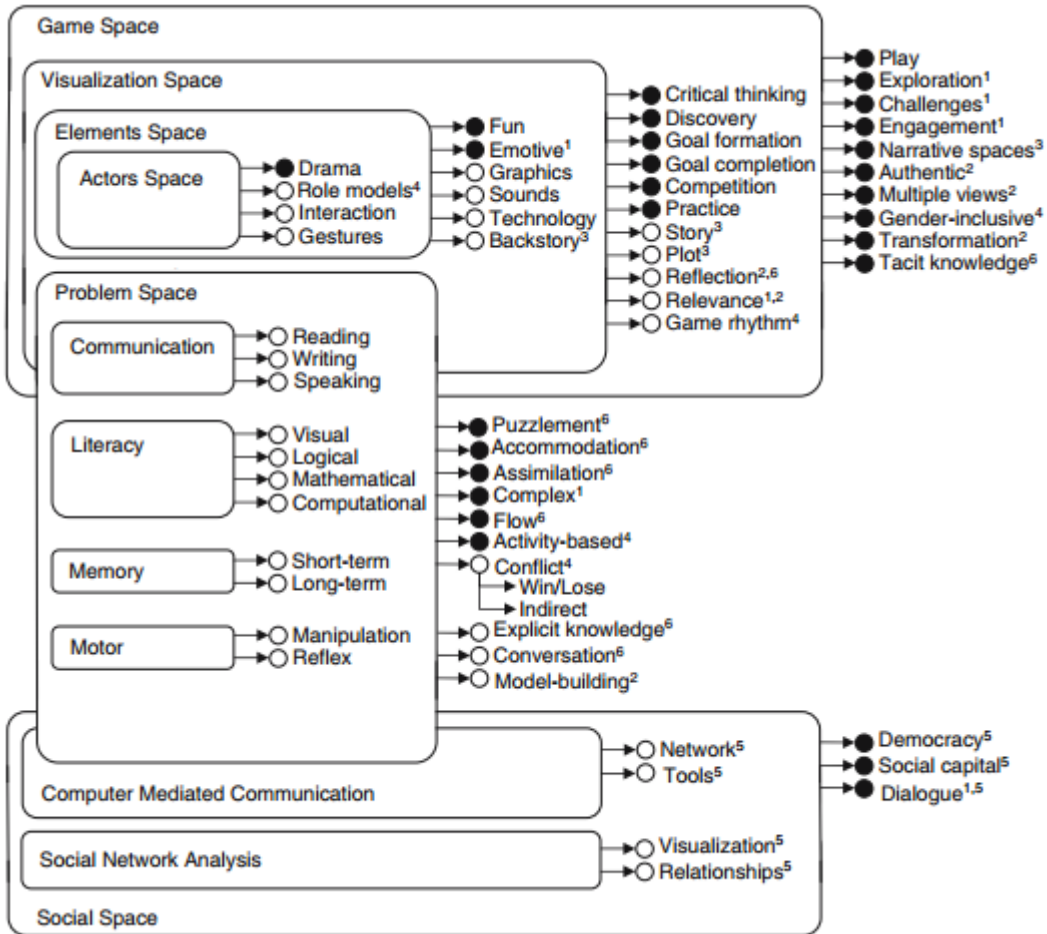 Game Space
Visualization Space
Elements Space
Actors Space
Drama
Role models⁴
Interaction
Gestures
Fun
Emotive¹
Graphics
Sounds
Technology
Backstory³
Critical thinking
Discovery
Goal formation
Goal completion
Competition
Practice
Story³
Plot³
Reflection²,⁶
Relevance¹,²
Game rhythm⁴
Play
Exploration¹
Challenges¹
Engagement¹
Narrative spaces³
Authentic²
Multiple views²
Gender-inclusive⁴
Transformation²
Tacit knowledge⁶
Problem Space
Communication
Reading
Writing
Speaking
Literacy
Visual
Logical
Mathematical
Computational
Memory
Short-term
Long-term
Motor
Manipulation
Reflex
Puzzlement⁶
Accommodation⁶
Assimilation⁶
Complex¹
Flow⁶
Activity-based⁴
Conflict⁴
Win/Lose
Indirect
Explicit knowledge⁶
Conversation⁶
Model-building²
Computer Mediated Communication
Network⁵
Tools⁵
Social Network Analysis
Visualization⁵
Relationships⁵
Social Space
Democracy⁵
Social capital⁵
Dialogue¹,⁵